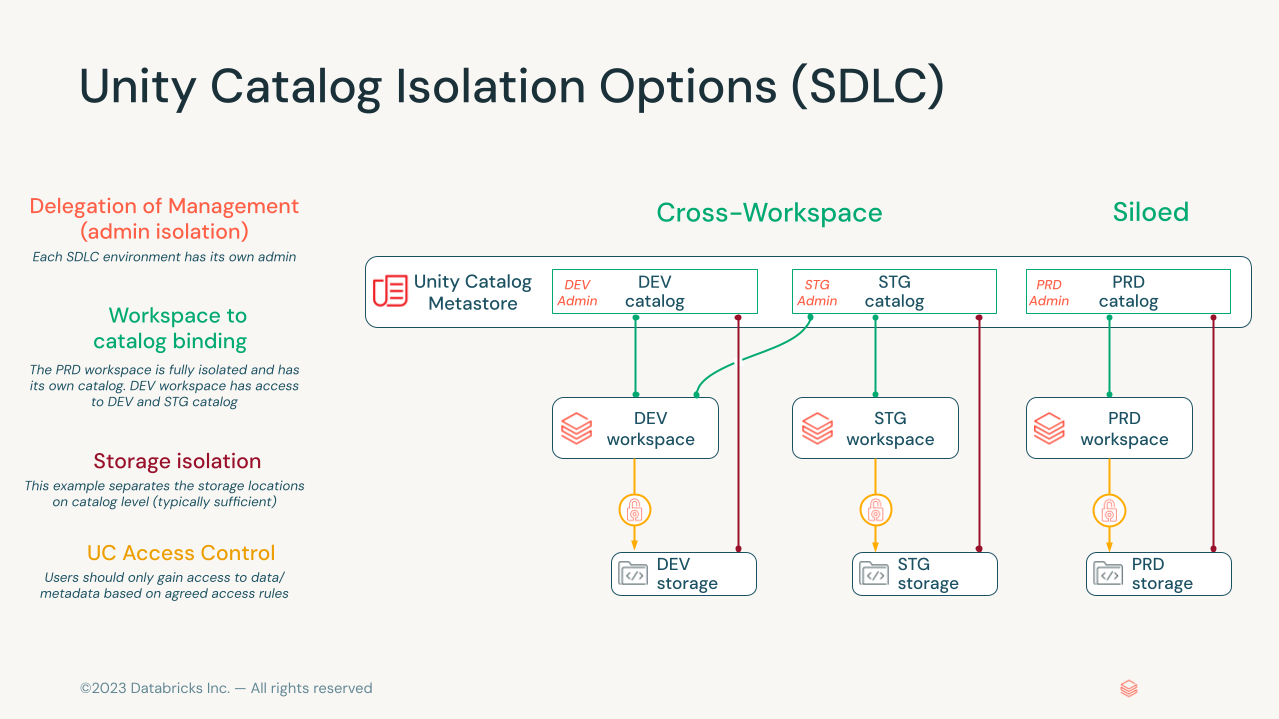 Unity Catalog Isolation Options (SDLC)
Delegation of Management
(admin isolation)
Each SDLC environment has its own admin
Workspace to
catalog binding
The PRD workspace is fully isolated and has
its own catalog. DEV workspace has access
to DEV and STG catalog
Storage isolation
This example separates the storage locations
on catalog level (typically sufficient)
UC Access Control
Users should only gain access to data/
metadata based on agreed access rules
Cross-Workspace
Siloed
Unity Catalog
Metastore
DEV
Admin
DEV
catalog
STG
Admin
STG
catalog
PRD
Admin
PRD
catalog
DEV
workspace
STG
workspace
PRD
workspace
DEV
storage
STG
storage
PRD
storage
©2023 Databricks Inc. — All rights reserved